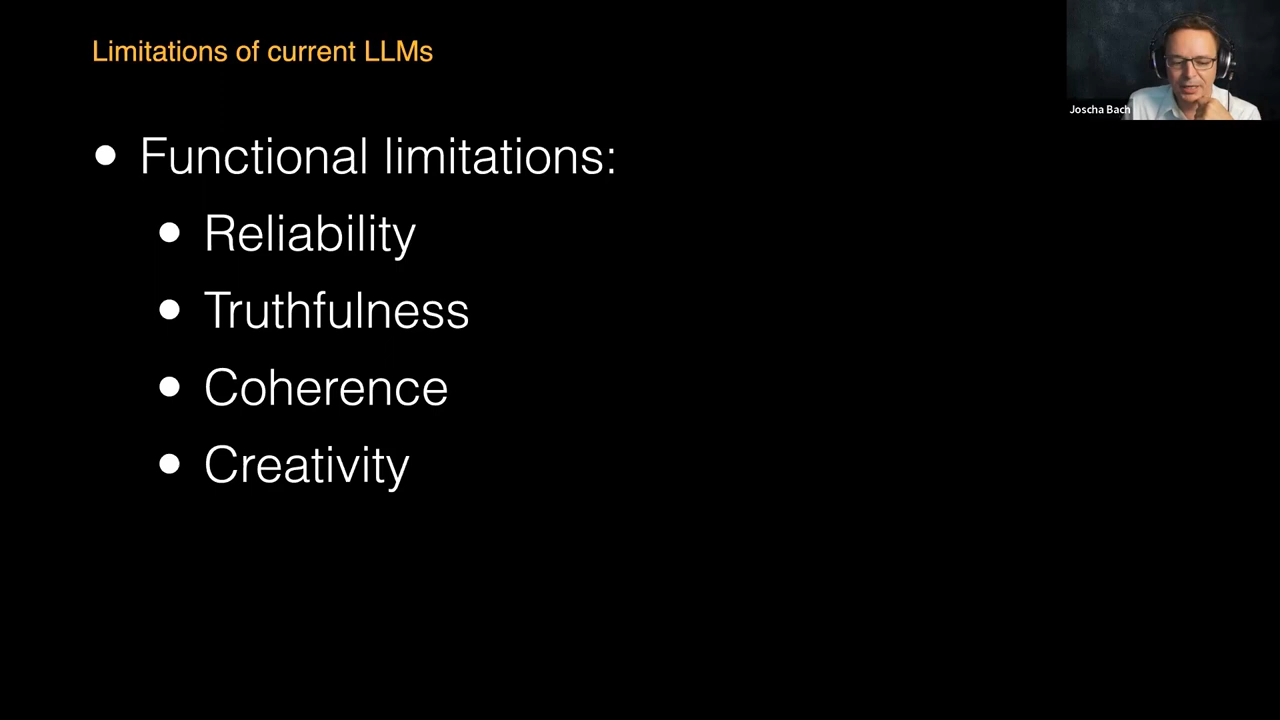 Limitations of current LLMs
Joscha Bach
Functional limitations:
Reliability
Truthfulness
Coherence
Creativity